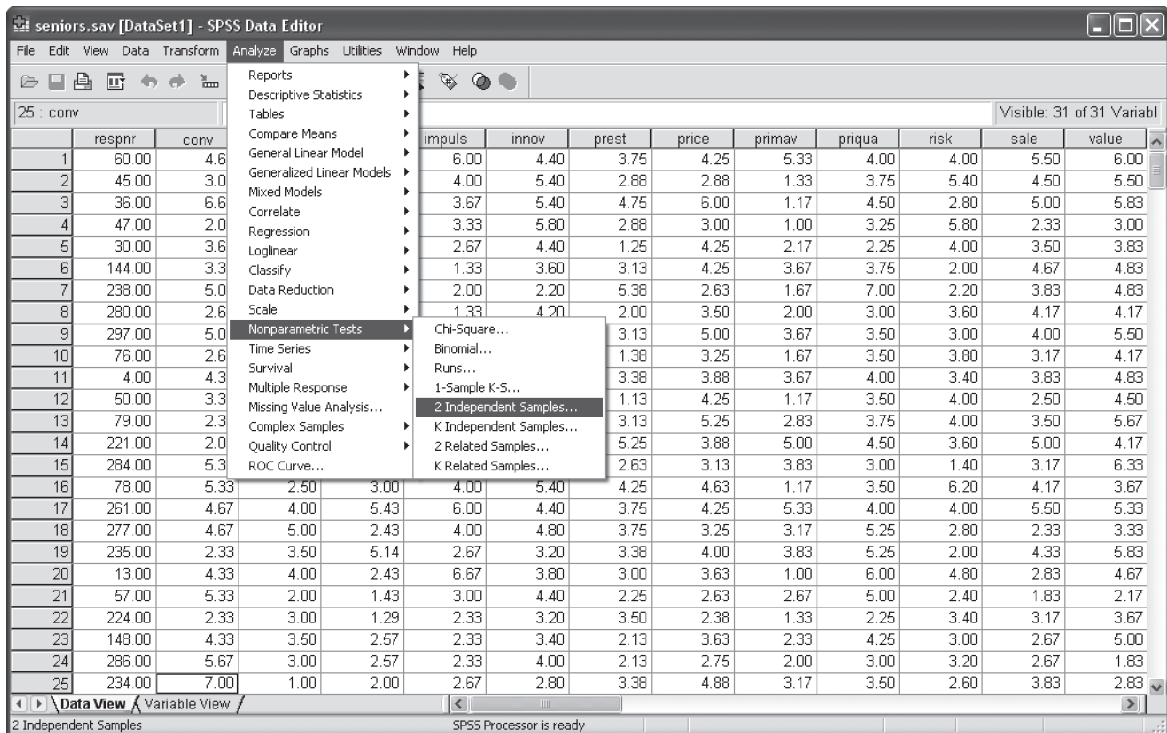 seniors.sav [DataSet1] - SPSS Data Editor
File Edit View Data Transform Analyze Graphs Utilities Window Help
25 : conv
Visible: 31 of 31 Variabl
respnr conv impuls innov prest price primav priqua risk sale value
1 60.00 4.6 6.00 4.40 3.75 4.25 5.33 4.00 4.00 5.50 6.00
2 45.00 3.0 4.00 5.40 2.88 2.88 1.33 3.75 5.40 4.50 5.50
3 36.00 6.6 3.67 5.40 4.75 6.00 1.17 4.50 2.80 5.00 5.83
4 47.00 2.0 3.33 5.80 2.88 3.00 1.00 3.25 5.80 2.33 3.00
5 30.00 3.6 2.67 4.40 1.25 4.25 2.17 2.25 4.00 3.50 3.83
6 144.00 3.3 1.33 3.60 3.13 4.25 3.67 3.75 2.00 4.67 4.83
7 238.00 5.0 2.00 2.20 5.38 2.63 1.67 7.00 2.20 3.83 4.83
8 280.00 2.6 1.33 4.20 2.00 3.50 2.00 3.00 3.60 4.17 4.17
9 297.00 5.0 3.13 5.00 3.67 3.50 3.00 4.00 5.50
10 76.00 2.6 1.38 3.25 1.67 3.50 3.80 3.17 4.17
11 4.00 4.3 3.38 3.88 3.67 4.00 3.40 3.83 4.83
12 50.00 3.3 1.13 4.25 1.17 3.50 4.00 2.50 4.50
13 79.00 2.3 3.13 5.25 2.83 3.75 4.00 3.50 5.67
14 221.00 2.0 5.25 3.88 5.00 4.50 3.60 5.00 4.17
15 284.00 5.3 2.63 3.13 3.83 3.00 1.40 3.17 6.33
16 78.00 5.33 2.50 3.00 4.00 5.40 4.25 4.63 1.17 3.50 6.20 4.17 3.67
17 261.00 4.67 4.00 5.43 6.00 4.40 3.75 4.25 5.33 4.00 4.00 5.50 5.33
18 277.00 4.67 5.00 2.43 4.00 4.80 3.75 3.25 3.17 5.25 2.80 2.33 3.33
19 235.00 2.33 3.50 5.14 2.67 3.20 3.38 4.00 3.83 5.25 2.00 4.33 5.83
20 13.00 4.33 4.00 2.43 6.67 3.80 3.00 3.63 1.00 6.00 4.80 2.83 4.67
21 57.00 5.33 2.00 1.43 3.00 4.40 2.25 2.63 2.67 5.00 2.40 1.83 2.17
22 224.00 2.33 3.00 1.29 2.33 3.20 3.50 2.38 1.33 2.25 3.40 3.17 3.67
23 148.00 4.33 3.50 2.57 2.33 3.40 2.13 3.63 2.33 4.25 3.00 2.67 5.00
24 286.00 5.67 3.00 2.57 2.33 4.00 2.13 2.75 2.00 3.00 3.20 2.67 1.83
25 234.00 7.00 1.00 2.00 2.67 2.80 3.38 4.88 3.17 3.50 2.60 3.83 2.83
Reports
Descriptive Statistics
Tables
Compare Means
General Linear Model
Generalized Linear Models
Mixed Models
Correlate
Regression
Loglinear
Classify
Data Reduction
Scale
Nonparametric Tests
Time Series
Survival
Multiple Response
Missing Value Analysis...
Complex Samples
Quality Control
ROC Curve...
Chi-Square...
Binomial...
Runs...
1-Sample K-S...
2 Independent Samples...
K Independent Samples...
2 Related Samples...
K Related Samples...
Data View Variable View
2 Independent Samples SPSS Processor is ready